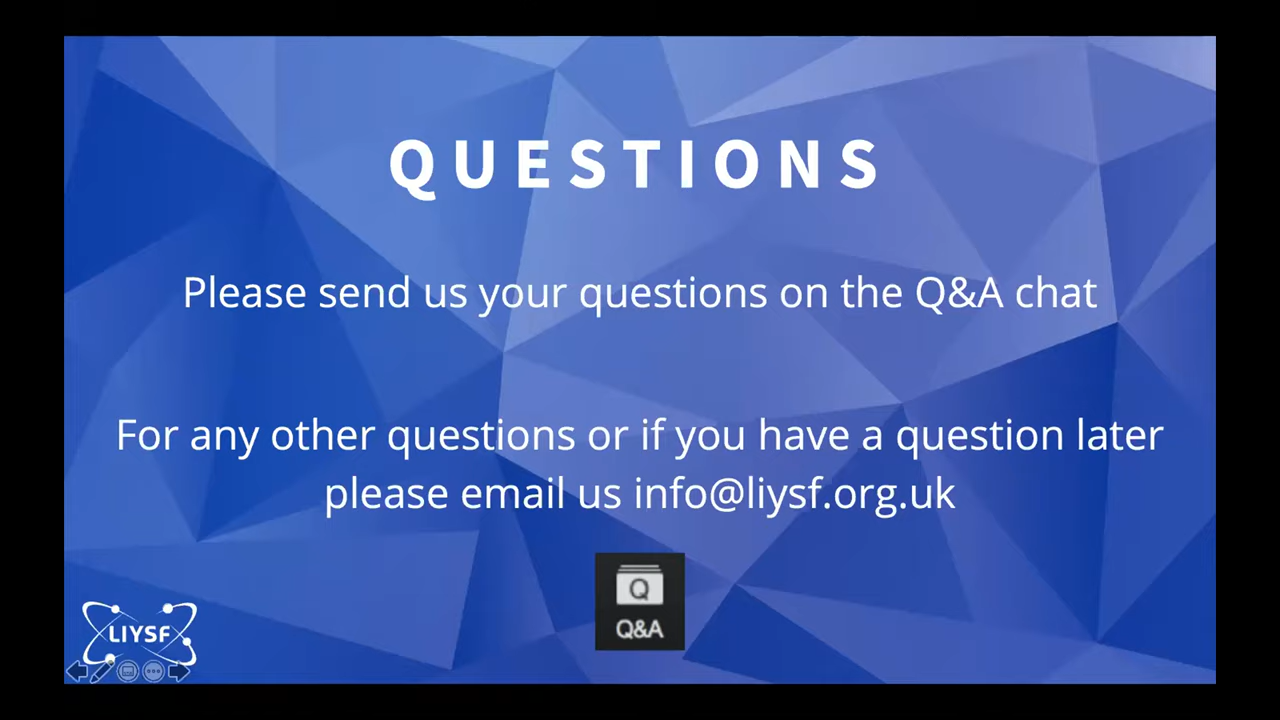 QUESTIONS
Please send us your questions on the Q&A chat
For any other questions or if you have a question later
please email us info@liysf.org.uk
Q
Q&A
LIYSF